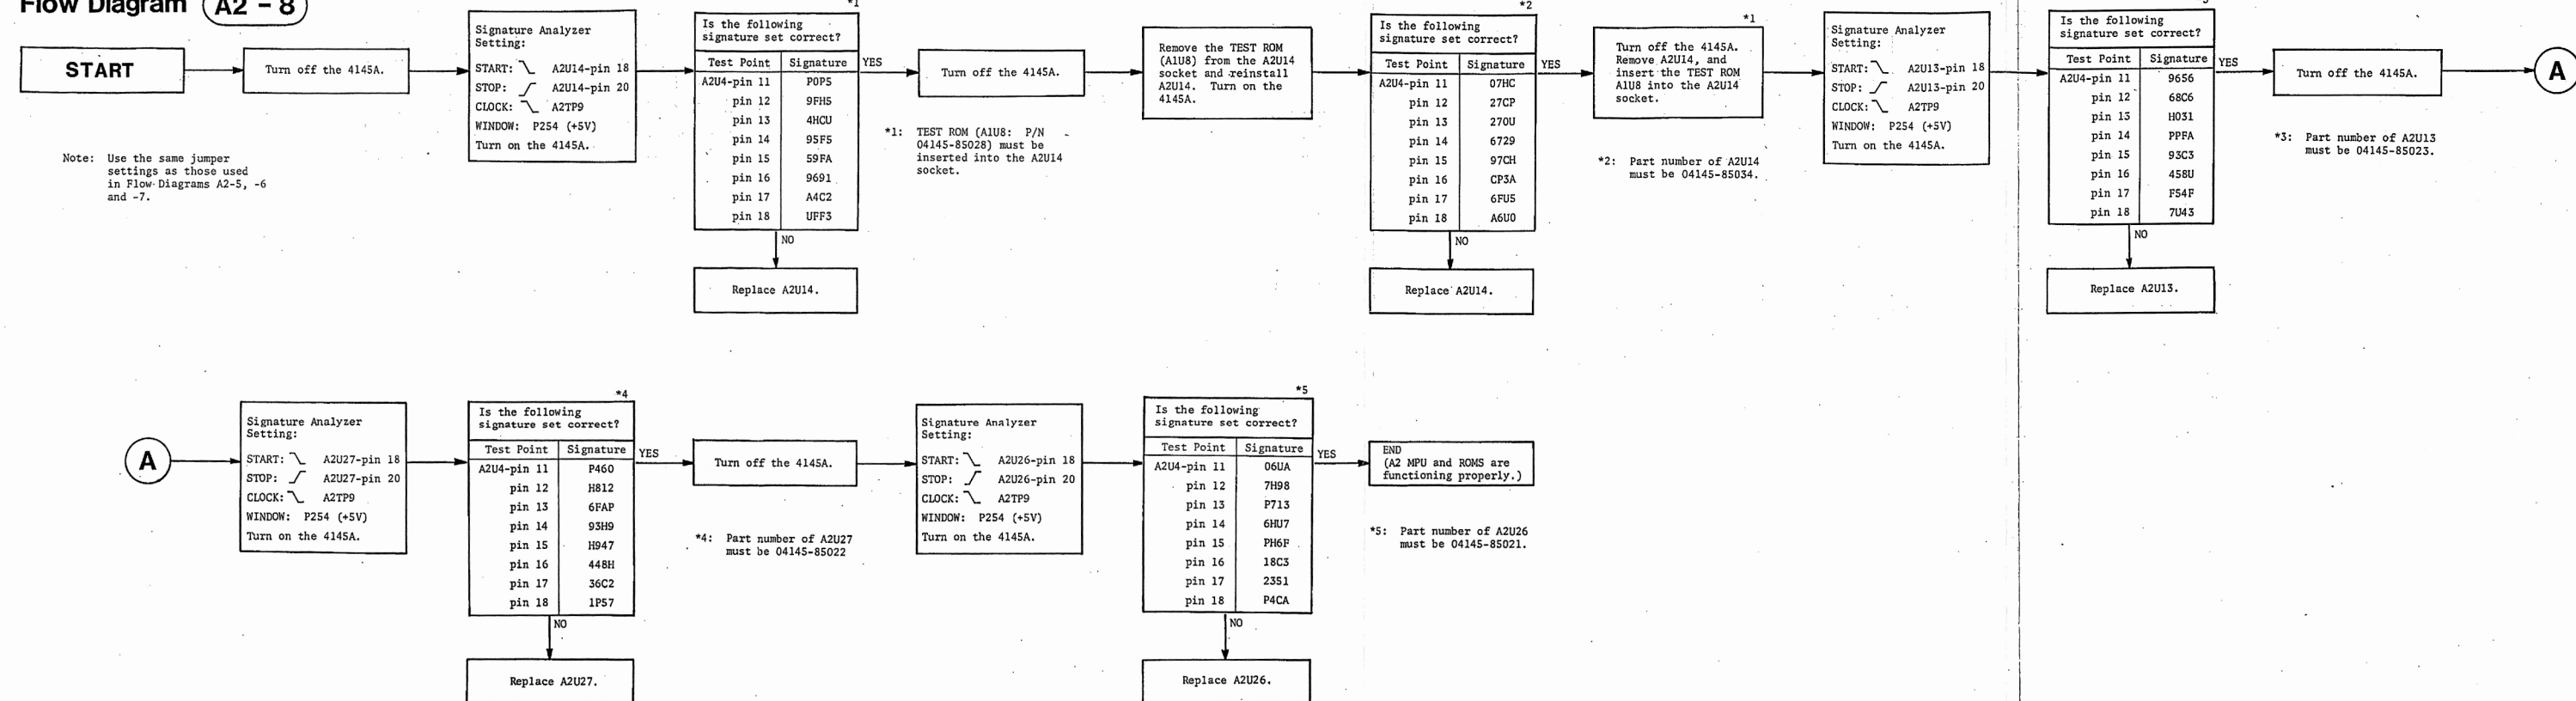 Flow Diagram A2 - 8
START
Turn off the 4145A.
Note: Use the same jumper
settings as those used
in Flow Diagrams A2-5, -6
and -7.
Signature Analyzer
Setting:
START: A2U14-pin 18
STOP: A2U14-pin 20
CLOCK: A2TP9
WINDOW: P254 (+5V)
Turn on the 4145A.
*1
Is the following
signature set correct?
Test Point Signature
A2U4-pin 11 P0P5
pin 12 9FH5
pin 13 4HCU
pin 14 95F5
pin 15 59FA
pin 16 9691
pin 17 A4C2
pin 18 UFF3
YES
NO
Replace A2U14.
Turn off the 4145A.
*1: TEST ROM (A1U8: P/N
04145-85028) must be
inserted into the A2U14
socket.
Remove the TEST ROM
(A1U8) from the A2U14
socket and reinstall
A2U14. Turn on the
4145A.
*2
Is the following
signature set correct?
Test Point Signature
A2U4-pin 11 07HC
pin 12 27CP
pin 13 270U
pin 14 6729
pin 15 97CH
pin 16 CP3A
pin 17 6FU5
pin 18 A6U0
YES
NO
Replace A2U14.
*1
Turn off the 4145A.
Remove A2U14, and
insert the TEST ROM
A1U8 into the A2U14
socket.
*2: Part number of A2U14
must be 04145-85034.
Signature Analyzer
Setting:
START: A2U13-pin 18
STOP: A2U13-pin 20
CLOCK: A2TP9
WINDOW: P254 (+5V)
Turn on the 4145A.
Is the following
signature set correct?
Test Point Signature
A2U4-pin 11 9656
pin 12 68C6
pin 13 H031
pin 14 PPFA
pin 15 93C3
pin 16 458U
pin 17 F54F
pin 18 7U43
YES
NO
Replace A2U13.
Turn off the 4145A.
*3: Part number of A2U13
must be 04145-85023.
A
A
Signature Analyzer
Setting:
START: A2U27-pin 18
STOP: A2U27-pin 20
CLOCK: A2TP9
WINDOW: P254 (+5V)
Turn on the 4145A.
*4
Is the following
signature set correct?
Test Point Signature
A2U4-pin 11 P460
pin 12 H812
pin 13 6FAP
pin 14 93H9
pin 15 H947
pin 16 448H
pin 17 36C2
pin 18 1P57
YES
NO
Replace A2U27.
Turn off the 4145A.
*4: Part number of A2U27
must be 04145-85022
Signature Analyzer
Setting:
START: A2U26-pin 18
STOP: A2U26-pin 20
CLOCK: A2TP9
WINDOW: P254 (+5V)
Turn on the 4145A.
*5
Is the following
signature set correct?
Test Point Signature
A2U4-pin 11 06UA
pin 12 7H98
pin 13 P713
pin 14 6HU7
pin 15 PH6F
pin 16 18C3
pin 17 2351
pin 18 P4CA
YES
NO
Replace A2U26.
END
(A2 MPU and ROMS are
functioning properly.)
*5: Part number of A2U26
must be 04145-85021.